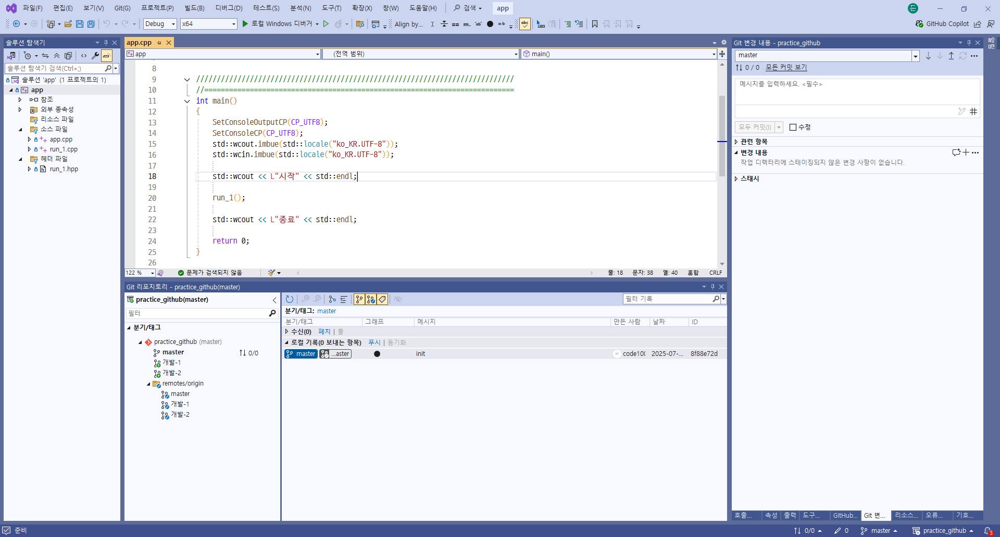 파일(F) 편집(E) 보기(V) Git(G) 프로젝트(P) 빌드(B) 디버그(D) 테스트(S) 분석(N) 도구(T) 확장(X) 창(W) 도움말(H) 검색 app
Debug x64 로컬 Windows 디버거 Align by... GitHub Copilot
솔루션 탐색기
솔루션 탐색기 검색(Ctrl+;)
솔루션 'app' (1 프로젝트의 1)
app
참조
외부 종속성
리소스 파일
소스 파일
app.cpp
run_1.cpp
헤더 파일
run_1.hpp
app.cpp
app (전역 범위) main()
8
9 //////////////////////////////////////////////////////////////////////////////
10 //============================================================================
11 int main()
12 {
13 SetConsoleOutputCP(CP_UTF8);
14 SetConsoleCP(CP_UTF8);
15 std::wcout.imbue(std::locale("ko_KR.UTF-8"));
16 std::wcin.imbue(std::locale("ko_KR.UTF-8"));
17
18 std::wcout << L"시작" << std::endl;
19
20 run_1();
21
22 std::wcout << L"종료" << std::endl;
23
24 return 0;
25 }
26
122 % 문제가 검색되지 않음 줄: 18 문자: 38 열: 40 혼합 CRLF
Git 리포지토리 - practice_github(master)
practice_github(master)
필터
분기/태그
practice_github (master)
master 0/0
개발-1
개발-2
remotes/origin
master
개발-1
개발-2
필터 기록
분기/태그: master
분기/태그 그래프 메시지 만든 사람 날짜 ID
수신(0) 페치 | 풀
로컬 기록(0 보내는 항목) 푸시 | 동기화
master ...aster init code100 2025-07-... 8f88e72d
Git 변경 내용 - practice_github
master
0 / 0 모든 커밋 보기
메시지를 입력하세요. <필수>
모두 커밋(I) 수정
관련 항목
변경 내용
작업 디렉터리에 스테이징되지 않은 변경 사항이 없습니다.
스태시
알림
호출... 속성 출력 도구... GitHub... Git 변... 리소스... 오류... 기호...
준비 0/0 0 master practice_github 3